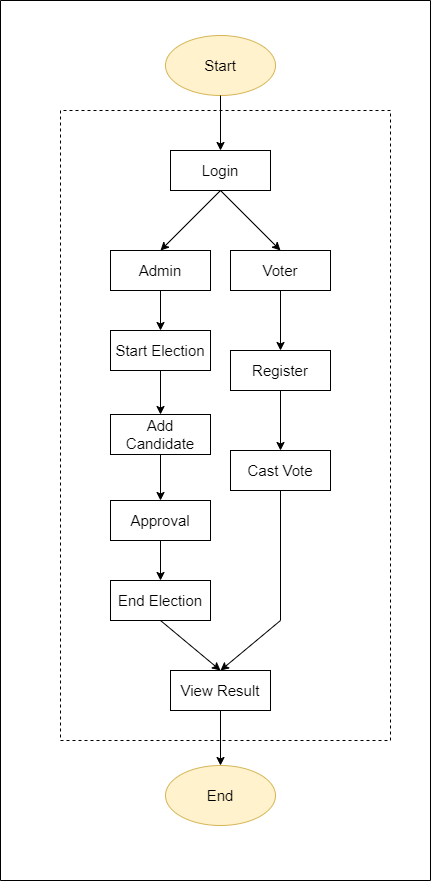 Start
Login
Admin
Voter
Start Election
Register
Add
Candidate
Cast Vote
Approval
End Election
View Result
End